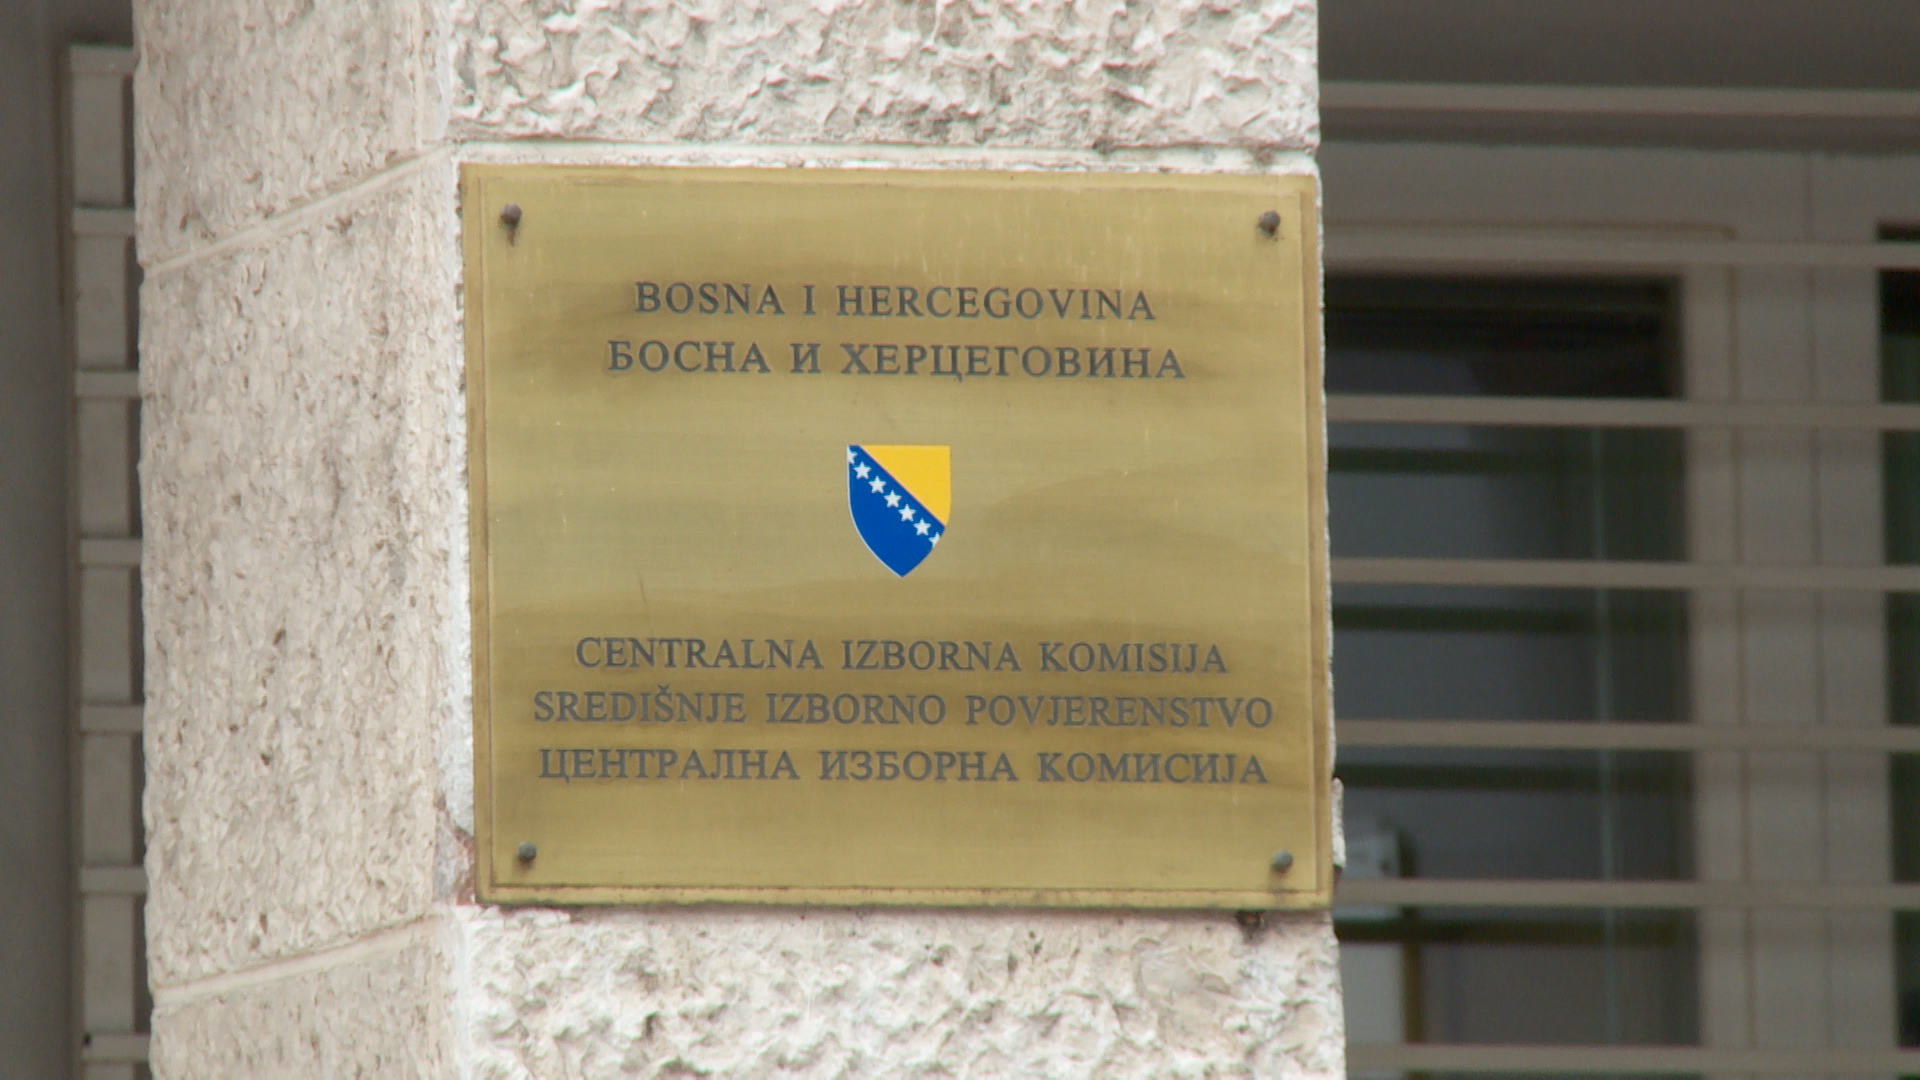 BOSNA I HERCEGOVINA
БОСНА И ХЕРЦЕГОВИНА
CENTRALNA IZBORNA KOMISIJA
SREDIŠNJE IZBORNO POVJERENSTVO
ЦЕНТРАЛНА ИЗБОРНА КОМИСИЈА